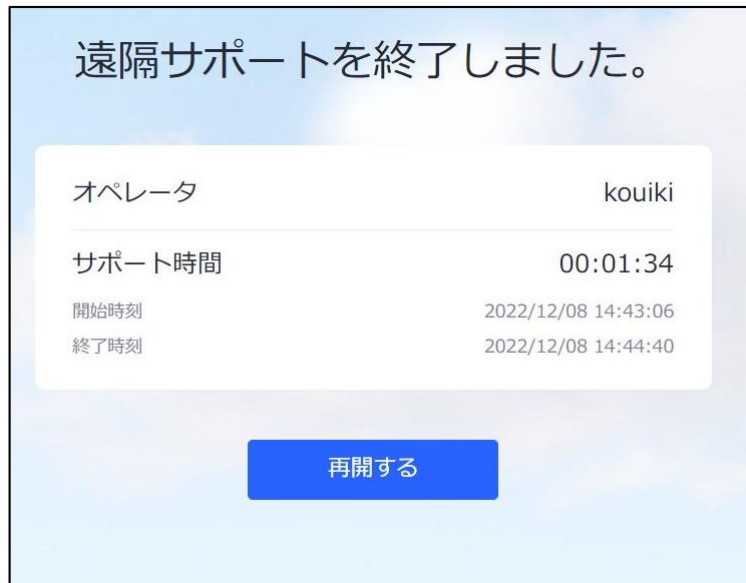 遠隔サポートを終了しました。
オペレータ kouiki
サポート時間 00:01:34
開始時刻 2022/12/08 14:43:06
終了時刻 2022/12/08 14:44:40
再開する